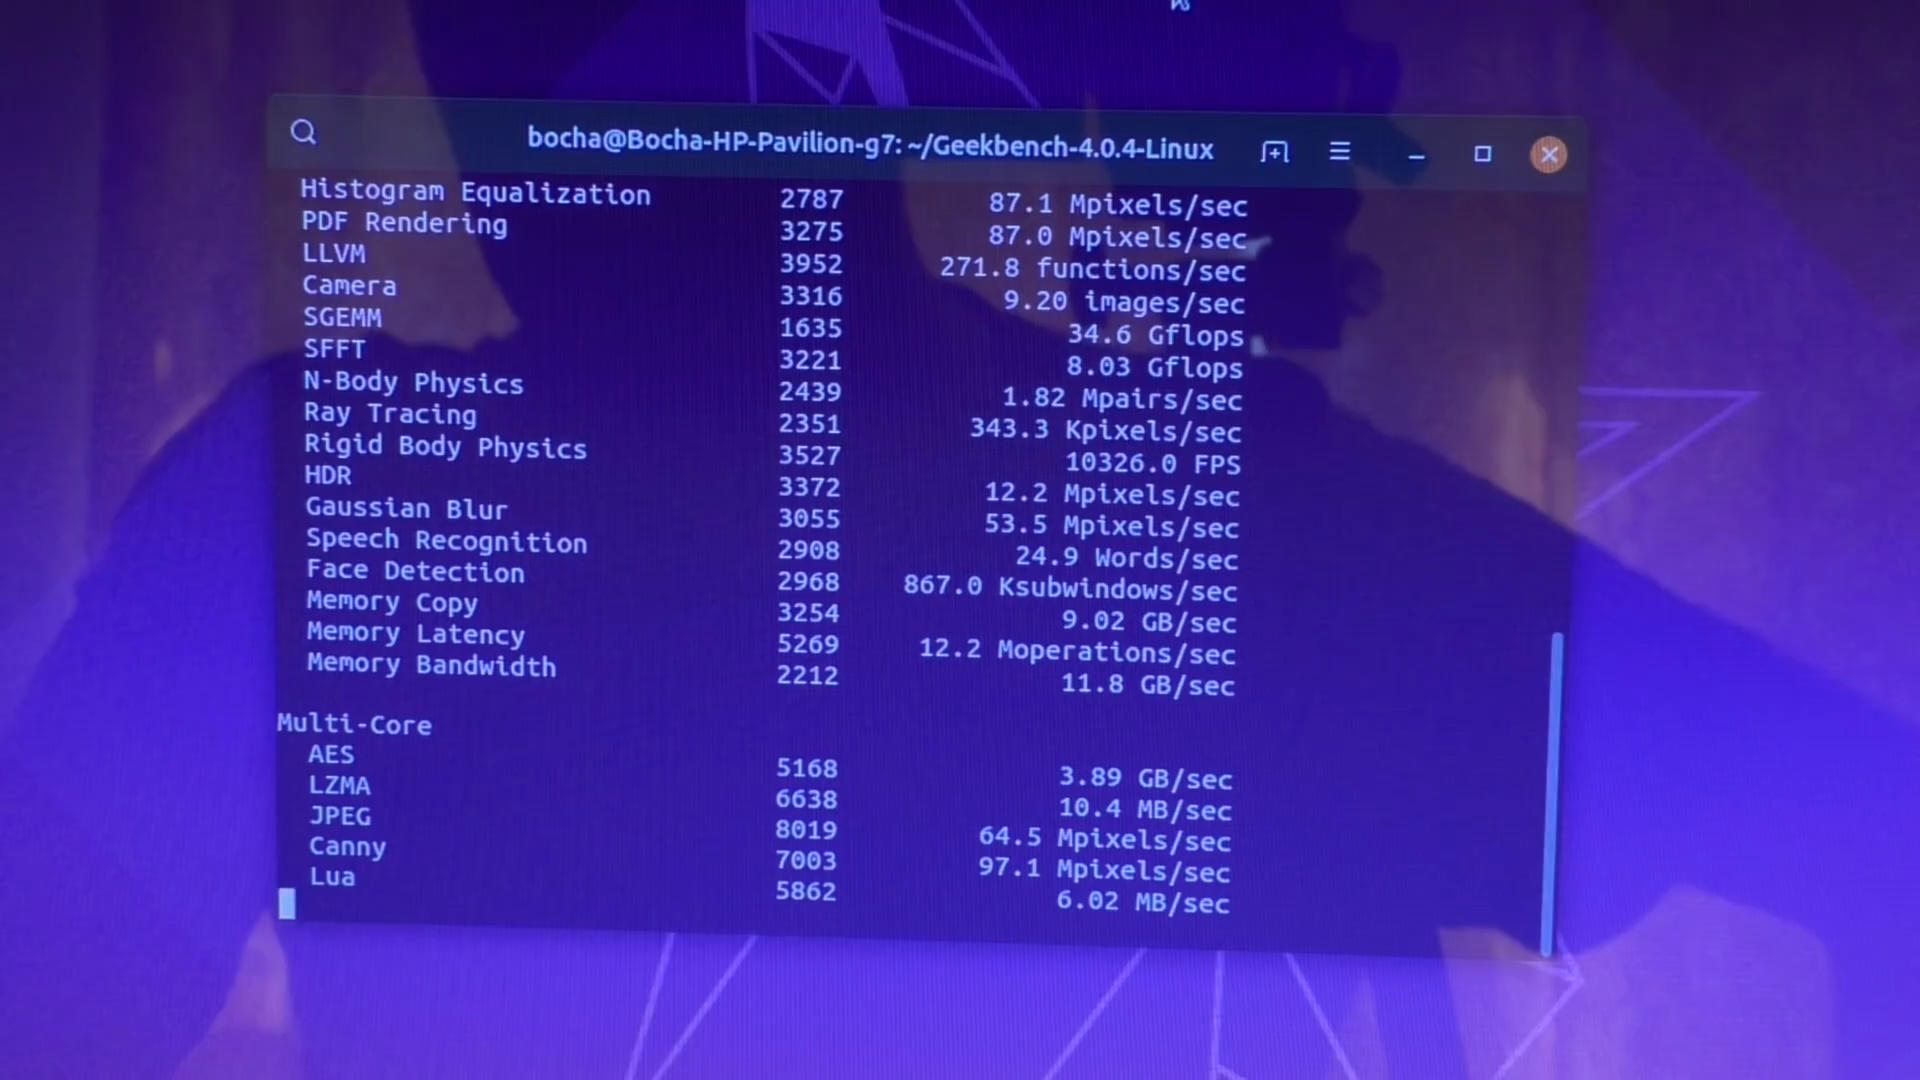 bocha@Bocha-HP-Pavilion-g7: ~/Geekbench-4.0.4-Linux
Histogram Equalization 2787 87.1 Mpixels/sec
PDF Rendering 3275 87.0 Mpixels/sec
LLVM 3952 271.8 functions/sec
Camera 3316 9.20 images/sec
SGEMM 1635 34.6 Gflops
SFFT 3221 8.03 Gflops
N-Body Physics 2439 1.82 Mpairs/sec
Ray Tracing 2351 343.3 Kpixels/sec
Rigid Body Physics 3527 10326.0 FPS
HDR 3372 12.2 Mpixels/sec
Gaussian Blur 3055 53.5 Mpixels/sec
Speech Recognition 2908 24.9 Words/sec
Face Detection 2968 867.0 Ksubwindows/sec
Memory Copy 3254 9.02 GB/sec
Memory Latency 5269 12.2 Moperations/sec
Memory Bandwidth 2212 11.8 GB/sec
Multi-Core
AES 5168 3.89 GB/sec
LZMA 6638 10.4 MB/sec
JPEG 8019 64.5 Mpixels/sec
Canny 7003 97.1 Mpixels/sec
Lua 5862 6.02 MB/sec